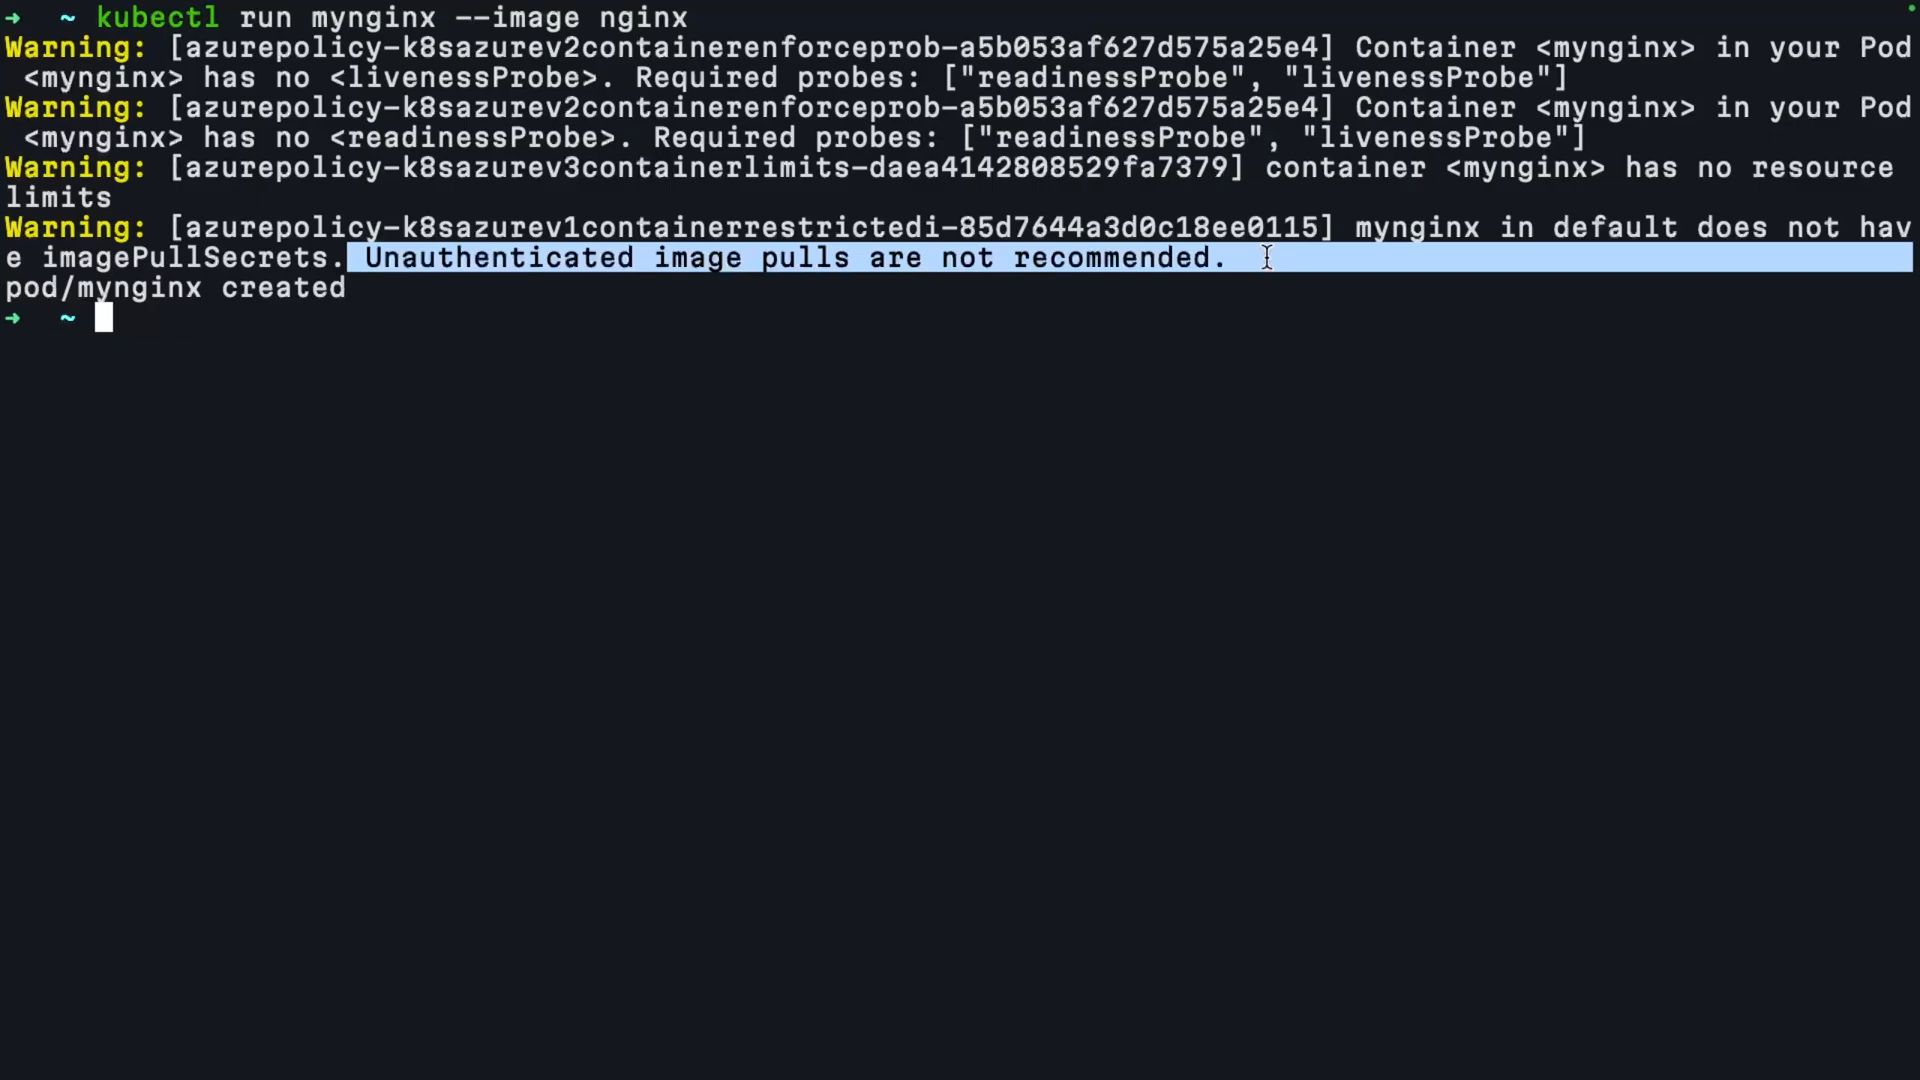 → ~ kubectl run mynginx --image nginx
Warning: [azurepolicy-k8sazurev2containerenforceprob-a5b053af627d575a25e4] Container <mynginx> in your Pod
<mynginx> has no <livenessProbe>. Required probes: ["readinessProbe", "livenessProbe"]
Warning: [azurepolicy-k8sazurev2containerenforceprob-a5b053af627d575a25e4] Container <mynginx> in your Pod
<mynginx> has no <readinessProbe>. Required probes: ["readinessProbe", "livenessProbe"]
Warning: [azurepolicy-k8sazurev3containerlimits-daea4142808529fa7379] container <mynginx> has no resource
limits
Warning: [azurepolicy-k8sazurev1containerrestrictedi-85d7644a3d0c18ee0115] mynginx in default does not hav
e imagePullSecrets. Unauthenticated image pulls are not recommended.
pod/mynginx created
→ ~